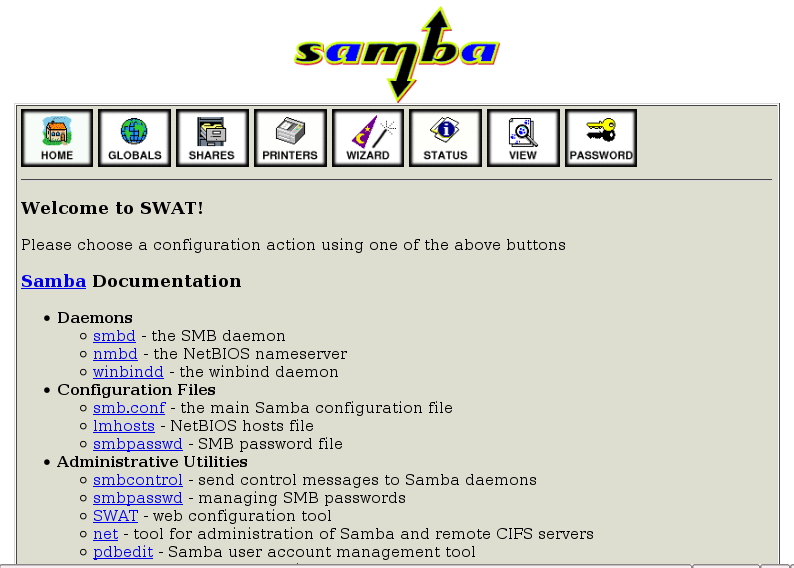 samba
HOME GLOBALS SHARES PRINTERS WIZARD STATUS VIEW PASSWORD
Welcome to SWAT!
Please choose a configuration action using one of the above buttons
Samba Documentation
• Daemons
◦ smbd - the SMB daemon
◦ nmbd - the NetBIOS nameserver
◦ winbindd - the winbind daemon
• Configuration Files
◦ smb.conf - the main Samba configuration file
◦ lmhosts - NetBIOS hosts file
◦ smbpasswd - SMB password file
• Administrative Utilities
◦ smbcontrol - send control messages to Samba daemons
◦ smbpasswd - managing SMB passwords
◦ SWAT - web configuration tool
◦ net - tool for administration of Samba and remote CIFS servers
◦ pdbedit - Samba user account management tool